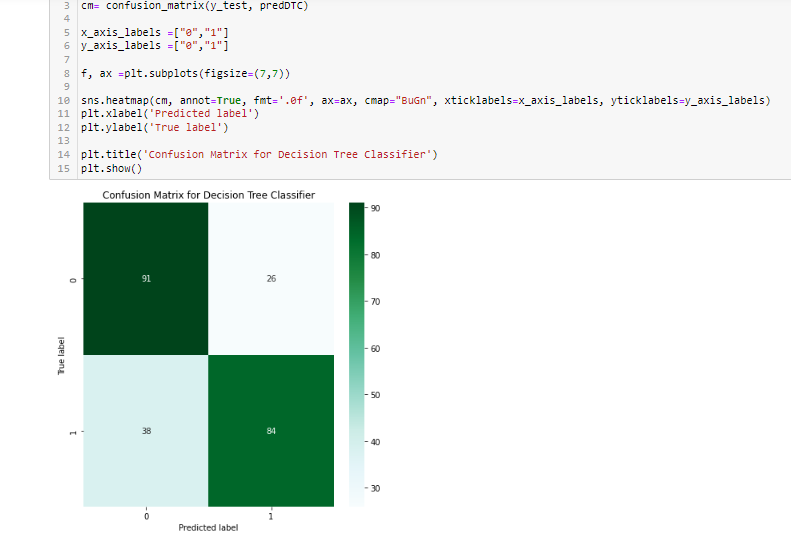 3 cm= confusion_matrix(y_test, predDTC)
4
5 x_axis_labels =["0","1"]
6 y_axis_labels =["0","1"]
7
8 f, ax =plt.subplots(figsize=(7,7))
9
10 sns.heatmap(cm, annot=True, fmt='.0f', ax=ax, cmap="BuGn", xticklabels=x_axis_labels, yticklabels=y_axis_labels)
11 plt.xlabel('Predicted label')
12 plt.ylabel('True label')
13
14 plt.title('Confusion Matrix for Decision Tree Classifier')
15 plt.show()
Confusion Matrix for Decision Tree Classifier
90
80
70
60
50
40
30
0
91 26
True label
1
38 84
0 1
Predicted label